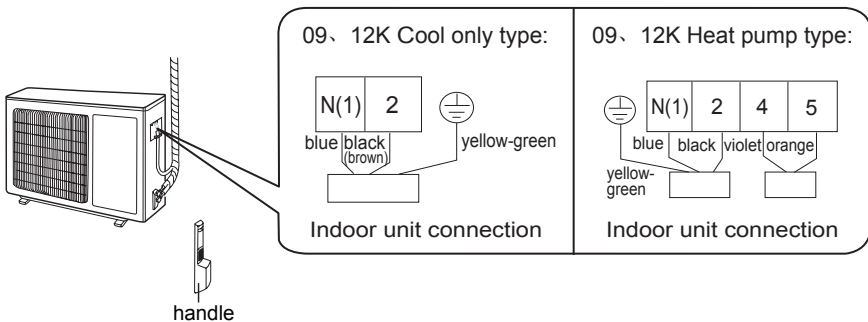 09、12K Cool only type:
N(1) 2
blue black
(brown)
yellow-green
Indoor unit connection
09、12K Heat pump type:
N(1) 2 4 5
blue black violet orange
yellow-
green
Indoor unit connection
handle